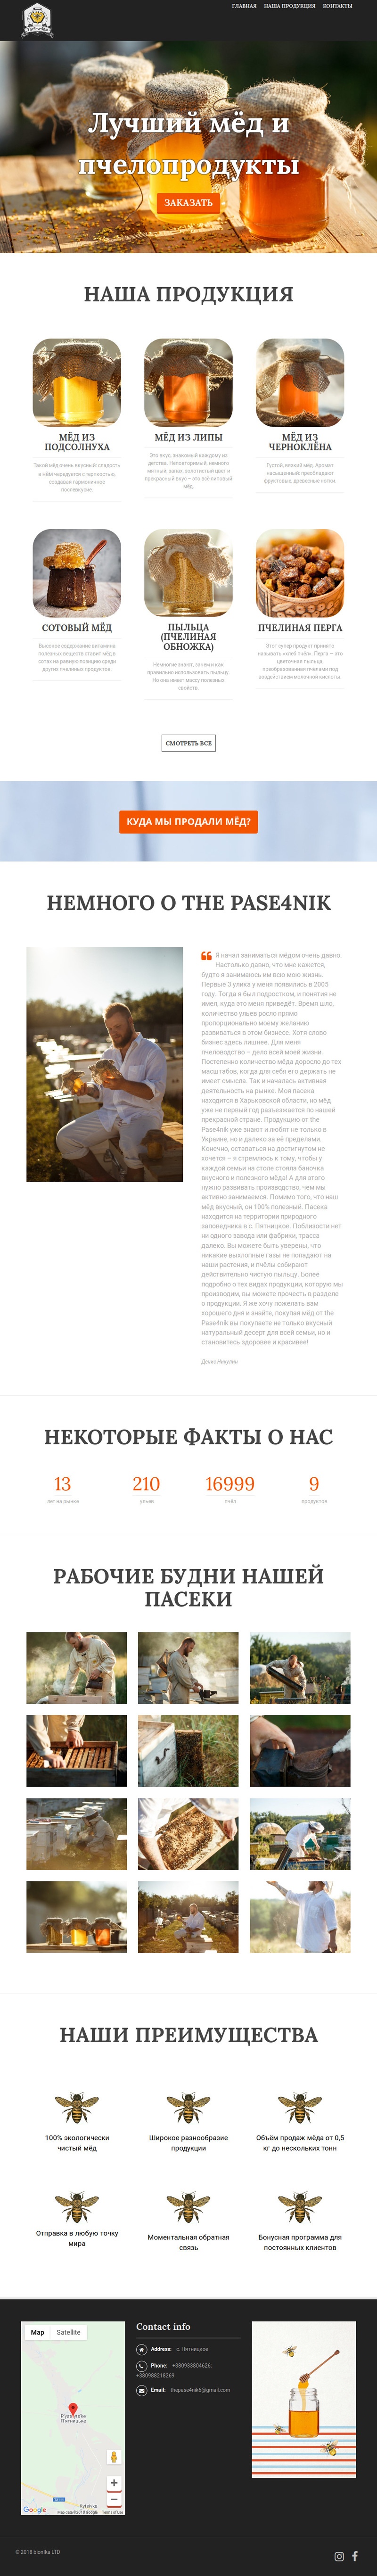 ГЛАВНАЯ НАША ПРОДУКЦИЯ КОНТАКТЫ
Лучший мёд и
пчелопродукты
ЗАКАЗАТЬ
НАША ПРОДУКЦИЯ
МЁД ИЗ
ПОДСОЛНУХА
Такой мёд очень вкусный: сладость
в нём чередуется с терпкостью,
создавая гармоничное
послевкусие.
МЁД ИЗ ЛИПЫ
Это вкус, знакомый каждому из
детства. Неповторимый, немного
мятный, запах, золотистый цвет и
прекрасный вкус – это всё липовый
мёд.
МЁД ИЗ
ЧЕРНОКЛЁНА
Густой, вязкий мёд. Аромат
насыщенный: преобладают
фруктовые, древесные нотки.
СОТОВЫЙ МЁД
Высокое содержание витамина
полезных веществ ставит мёд в
сотах на равную позицию среди
других пчелиных продуктов.
ПЫЛЬЦА
(ПЧЕЛИНАЯ
ОБНОЖКА)
Немногие знают, зачем и как
правильно использовать пыльцу.
Но она имеет массу полезных
свойств.
ПЧЕЛИНАЯ ПЕРГА
Этот супер продукт принято
называть «хлеб пчёл». Перга – это
цветочная пыльца,
преобразованная пчёлами под
воздействием молочной кислоты.
СМОТРЕТЬ ВСЕ
КУДА МЫ ПРОДАЛИ МЁД?
НЕМНОГО О THE PASE4NIK
Я начал заниматься мёдом очень давно.
Настолько давно, что мне кажется,
будто я занимаюсь им всю мою жизнь.
Первые 3 улика у меня появились в 2005
году. Тогда я был подростком, и понятия не
имел, куда это меня приведёт. Время шло,
количество ульев росло прямо
пропорционально моему желанию
развиваться в этом бизнесе. Хотя слово
бизнес здесь лишнее. Для меня
пчеловодство – дело всей моей жизни.
Постепенно количество мёда доросло до тех
масштабов, когда для себя его держать не
имеет смысла. Так и началась активная
деятельность на рынке. Моя пасека
находится в Харьковской области, но мёд
уже не первый год разъезжается по нашей
прекрасной стране. Продукцию от the
Pase4nik уже знают и любят не только в
Украине, но и далеко за её пределами.
Конечно, оставаться на достигнутом не
хочется – я стремлюсь к тому, чтобы у
каждой семьи на столе стояла баночка
вкусного и полезного мёда! А для этого
нужно развивать производство, чем мы
активно занимаемся. Помимо того, что наш
мёд вкусный, он 100% полезный. Пасека
находится на территории природного
заповедника в с. Пятницкое. Поблизости нет
ни одного завода или фабрики, трасса
далеко. Вы можете быть уверены, что
никакие выхлопные газы не попадают на
наши растения, и пчёлы собирают
действительно чистую пыльцу. Более
подробно о тех видах продукции, которую мы
производим, вы можете прочесть в разделе
о продукции. Я же хочу пожелать вам
хорошего дня и знайте, покупая мёд от the
Pase4nik вы покупаете не только вкусный
натуральный десерт для всей семьи, но и
становитесь здоровее и красивее!
Денис Никулин
НЕКОТОРЫЕ ФАКТЫ О НАС
13 210 16999 9
лет на рынке ульев пчёл продуктов
РАБОЧИЕ БУДНИ НАШЕЙ
ПАСЕКИ
НАШИ ПРЕИМУЩЕСТВА
100% экологически
чистый мёд
Широкое разнообразие
продукции
Объём продаж мёда от 0,5
кг до нескольких тонн
Отправка в любую точку
мира
Моментальная обратная
связь
Бонусная программа для
постоянных клиентов
Map Satellite
Google
Terms of Use
Contact info
Address: с. Пятницкое
Phone: +380933804626,
+380988218269
Email: thepase4nik6@gmail.com
© 2018 bionika LTD